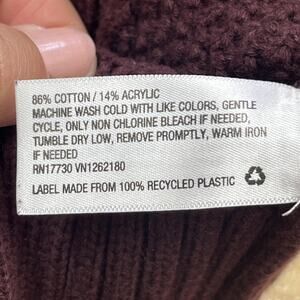 86% COTTON / 14% ACRYLIC
MACHINE WASH COLD WITH LIKE COLORS, GENTLE
CYCLE, ONLY NON CHLORINE BLEACH IF NEEDED,
TUMBLE DRY LOW, REMOVE PROMPTLY, WARM IRON
IF NEEDED
RN17730 VN1262180
LABEL MADE FROM 100% RECYCLED PLASTIC